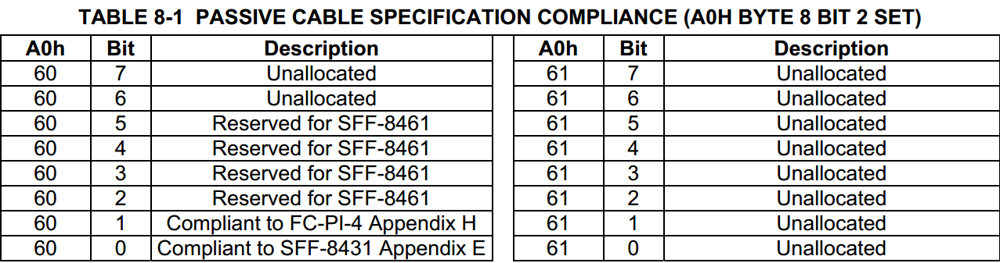 TABLE 8-1 PASSIVE CABLE SPECIFICATION COMPLIANCE (A0H BYTE 8 BIT 2 SET)
A0h Bit Description A0h Bit Description
60 7 Unallocated 61 7 Unallocated
60 6 Unallocated 61 6 Unallocated
60 5 Reserved for SFF-8461 61 5 Unallocated
60 4 Reserved for SFF-8461 61 4 Unallocated
60 3 Reserved for SFF-8461 61 3 Unallocated
60 2 Reserved for SFF-8461 61 2 Unallocated
60 1 Compliant to FC-PI-4 Appendix H 61 1 Unallocated
60 0 Compliant to SFF-8431 Appendix E 61 0 Unallocated